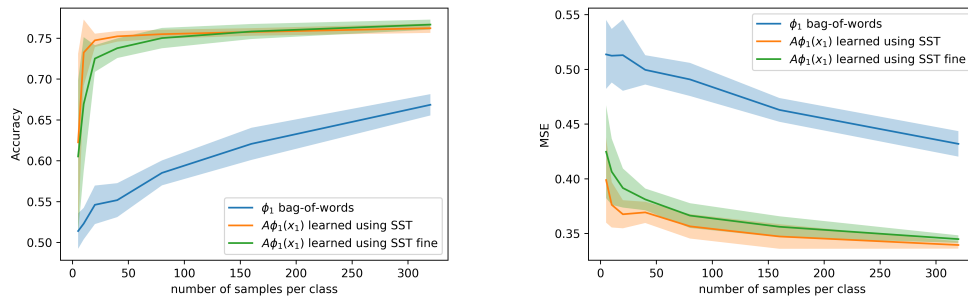 0.75
0.70
0.65
0.60
0.55
0.50
Accuracy
0 50 100 150 200 250 300
number of samples per class
ϕ₁ bag-of-words
Aϕ₁(x₁) learned using SST
Aϕ₁(x₁) learned using SST fine
0.55
0.50
0.45
0.40
0.35
MSE
0 50 100 150 200 250 300
number of samples per class
ϕ₁ bag-of-words
Aϕ₁(x₁) learned using SST
Aϕ₁(x₁) learned using SST fine